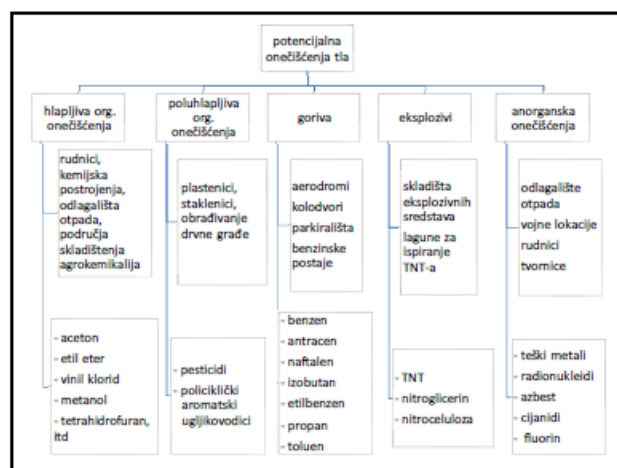 potencijalna
onečišćenja tla
hlapljiva org.
onečišćenja
poluhlapljiva
org.
onečišćenja
goriva
eksplozivi
anorganska
onečišćenja
rudnici,
kemijska
postrojenja,
odlagališta
otpada,
područja
skladištenja
agrokemikalija
plastenici,
staklenici,
obrađivanje
drvne građe
aerodromi
kolodvori
parkirališta
benzinske
postaje
skladišta
eksplozivnih
sredstava
lagune za
ispiranje
TNT-a
odlagalište
otpada
vojne lokacije
rudnici
tvornice
- aceton
- etil eter
- vinil klorid
- metanol
- tetrahidrofuran,
itd
- pesticidi
- policiklički
aromatski
ugljikovodici
- benzen
- antracen
- naftalen
- izobutan
- etilbenzen
- propan
- toluen
- TNT
- nitroglicerin
- nitroceluloza
- teški metali
- radionukleidi
- azbest
- cijanidi
- fluorin